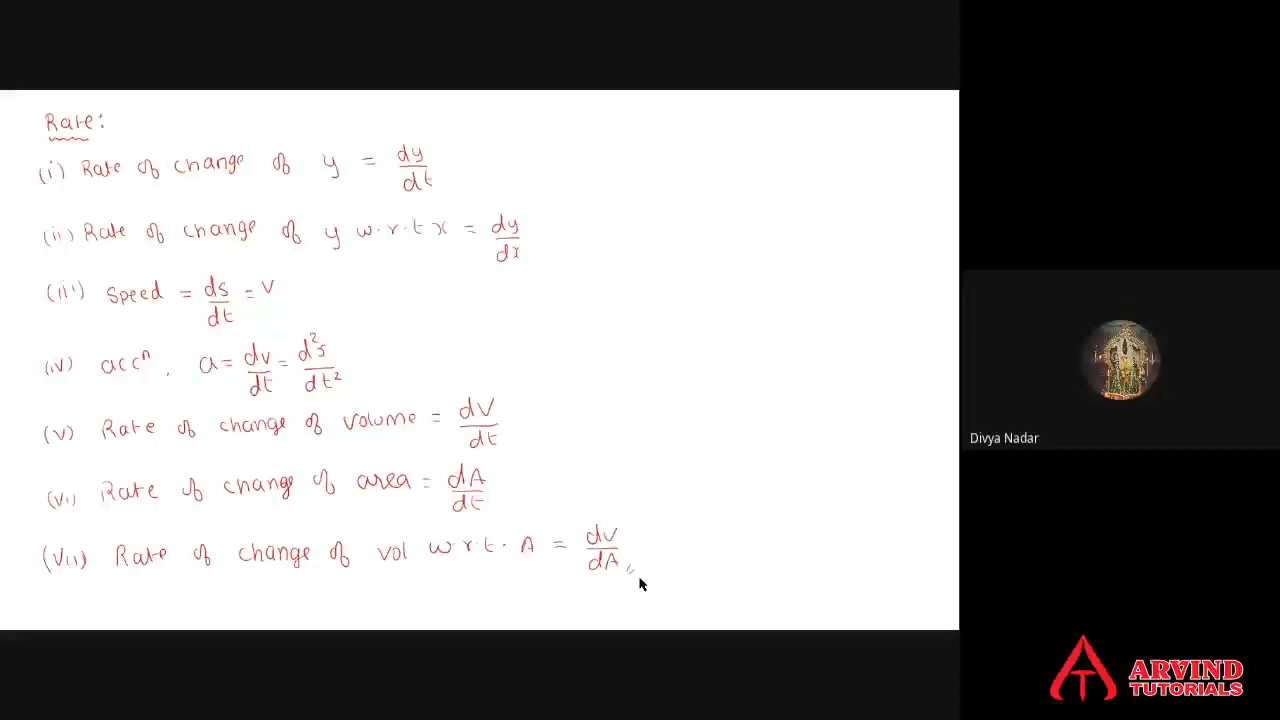 Rate:
(i) Rate of change of y = dy/dt
(ii) Rate of change of y w.r.t x = dy/dx
(iii) Speed = ds/dt = v
(iv) accⁿ, a = dv/dt = d²s/dt²
(v) Rate of change of volume = dV/dt
(vi) Rate of change of area = dA/dt
(vii) Rate of change of vol w.r.t. A = dv/dA
Divya Nadar
ARVIND
TUTORIALS